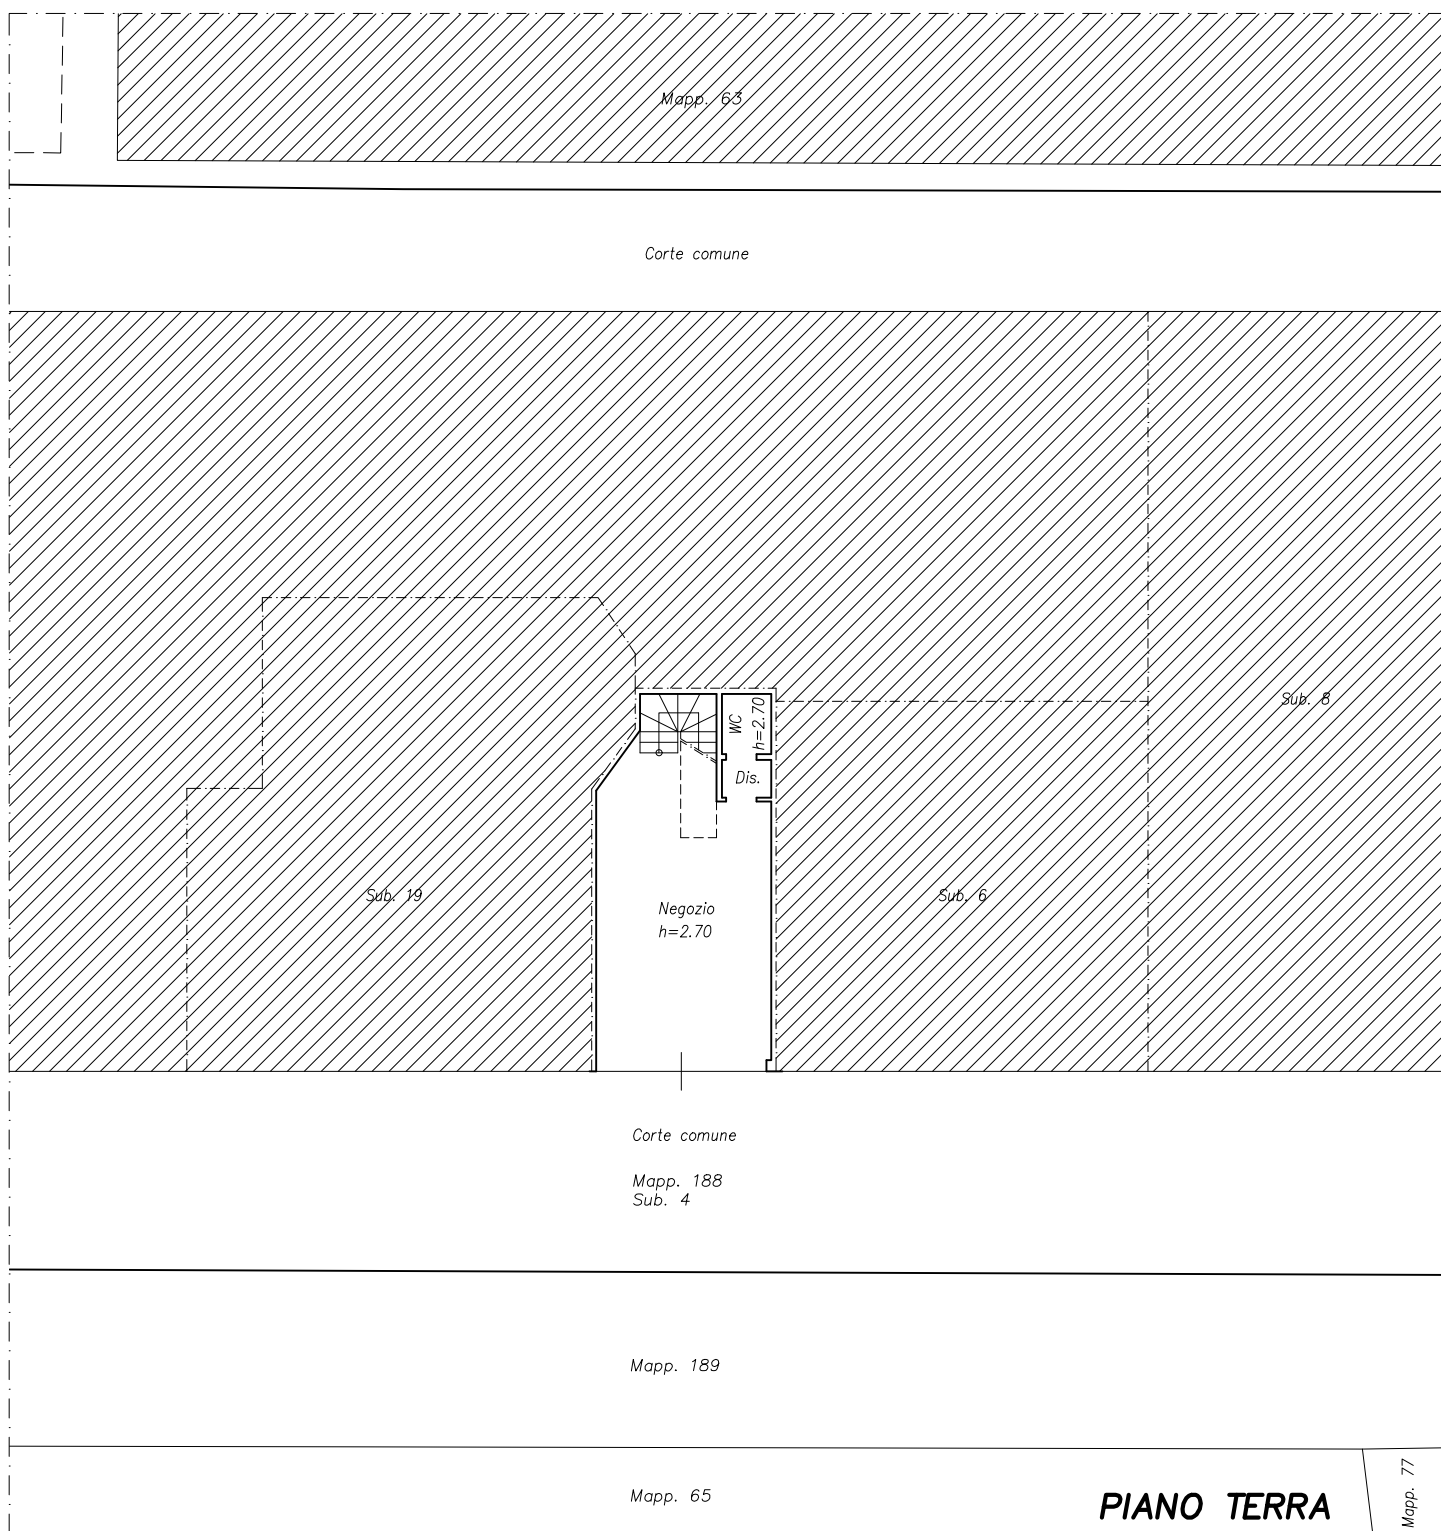 Mapp. 63
Corte comune
Sub. 8
WC
h=2.70
Dis.
Sub. 19
Sub. 6
Negozio
h=2.70
Corte comune
Mapp. 188
Sub. 4
Mapp. 189
Mapp. 65
PIANO TERRA
Mapp. 77